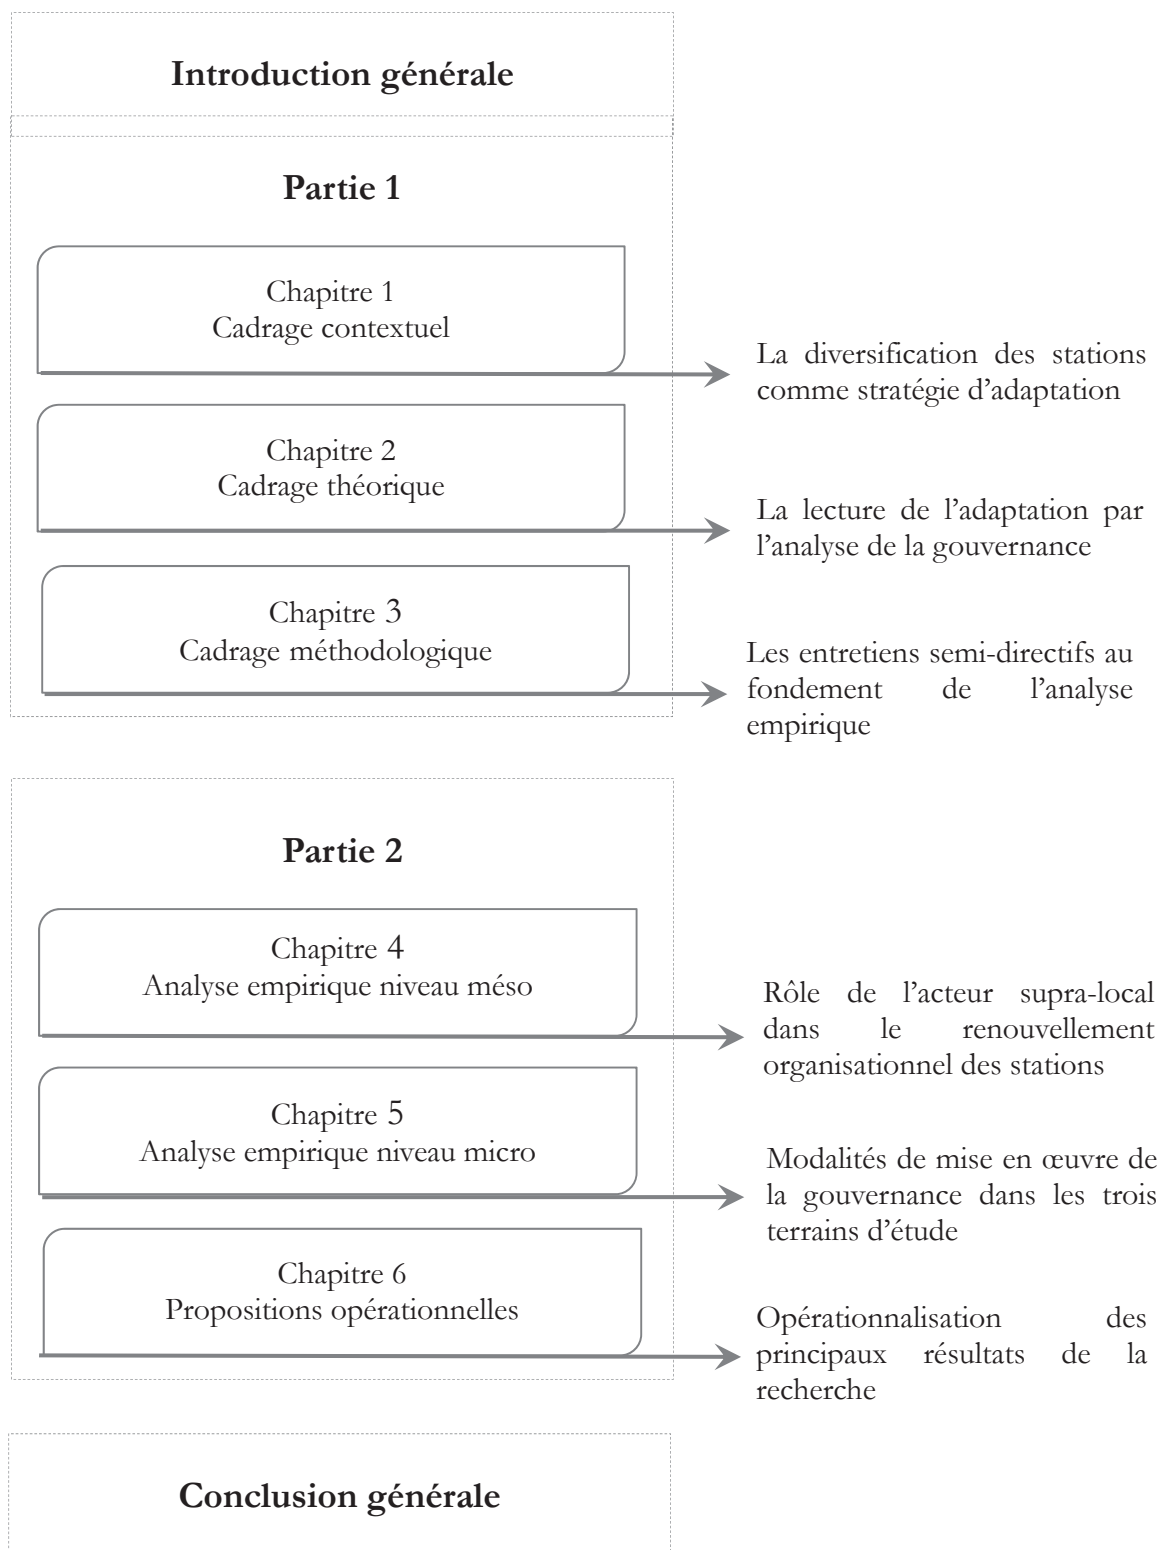 Introduction générale
Partie 1
Chapitre 1
Cadrage contextuel
La diversification des stations
comme stratégie d’adaptation
Chapitre 2
Cadrage théorique
La lecture de l’adaptation par
l’analyse de la gouvernance
Chapitre 3
Cadrage méthodologique
Les entretiens semi-directifs au
fondement de l’analyse
empirique
Partie 2
Chapitre 4
Analyse empirique niveau méso
Rôle de l’acteur supra-local
dans le renouvellement
organisationnel des stations
Chapitre 5
Analyse empirique niveau micro
Modalités de mise en œuvre de
la gouvernance dans les trois
terrains d’étude
Chapitre 6
Propositions opérationnelles
Opérationnalisation des
principaux résultats de la
recherche
Conclusion générale